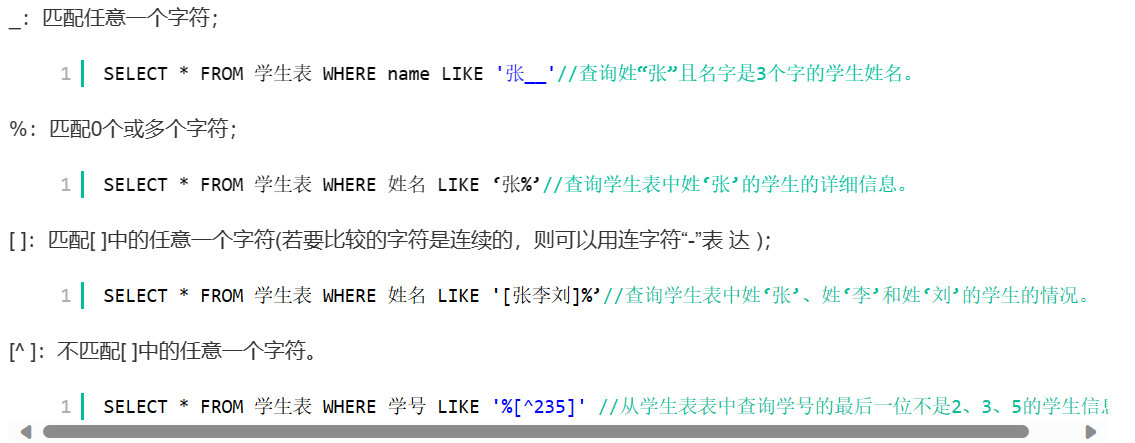 _：匹配任意一个字符；
1 SELECT * FROM 学生表 WHERE name LIKE '张__'//查询姓“张”且名字是3个字的学生姓名。
%：匹配0个或多个字符；
1 SELECT * FROM 学生表 WHERE 姓名 LIKE ‘张%’//查询学生表中姓‘张’的学生的详细信息。
[ ]：匹配[ ]中的任意一个字符(若要比较的字符是连续的，则可以用连字符“-”表 达 )；
1 SELECT * FROM 学生表 WHERE 姓名 LIKE '[张李刘]%’//查询学生表中姓‘张’、姓‘李’和姓‘刘’的学生的情况。
[^ ]：不匹配[ ]中的任意一个字符。
1 SELECT * FROM 学生表 WHERE 学号 LIKE '%[^235]' //从学生表表中查询学号的最后一位不是2、3、5的学生信息